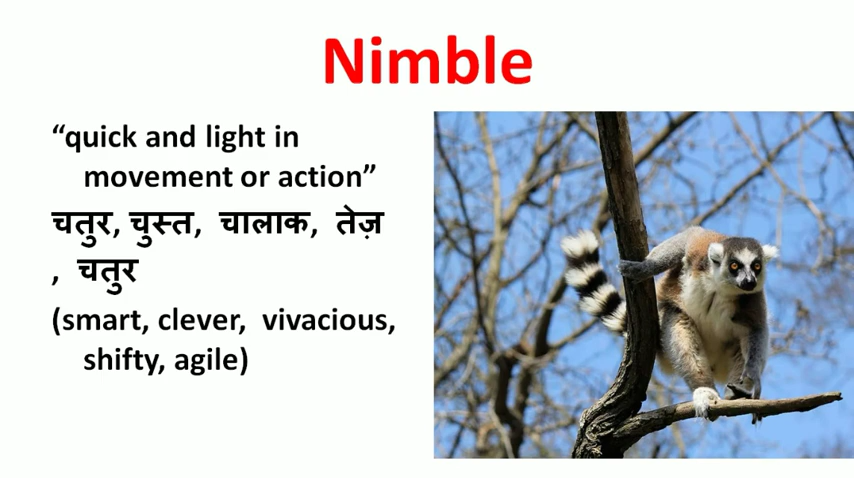 Nimble
“quick and light in
movement or action”
चतुर, चुस्त, चालाक, तेज़
, चतुर
(smart, clever, vivacious,
shifty, agile)